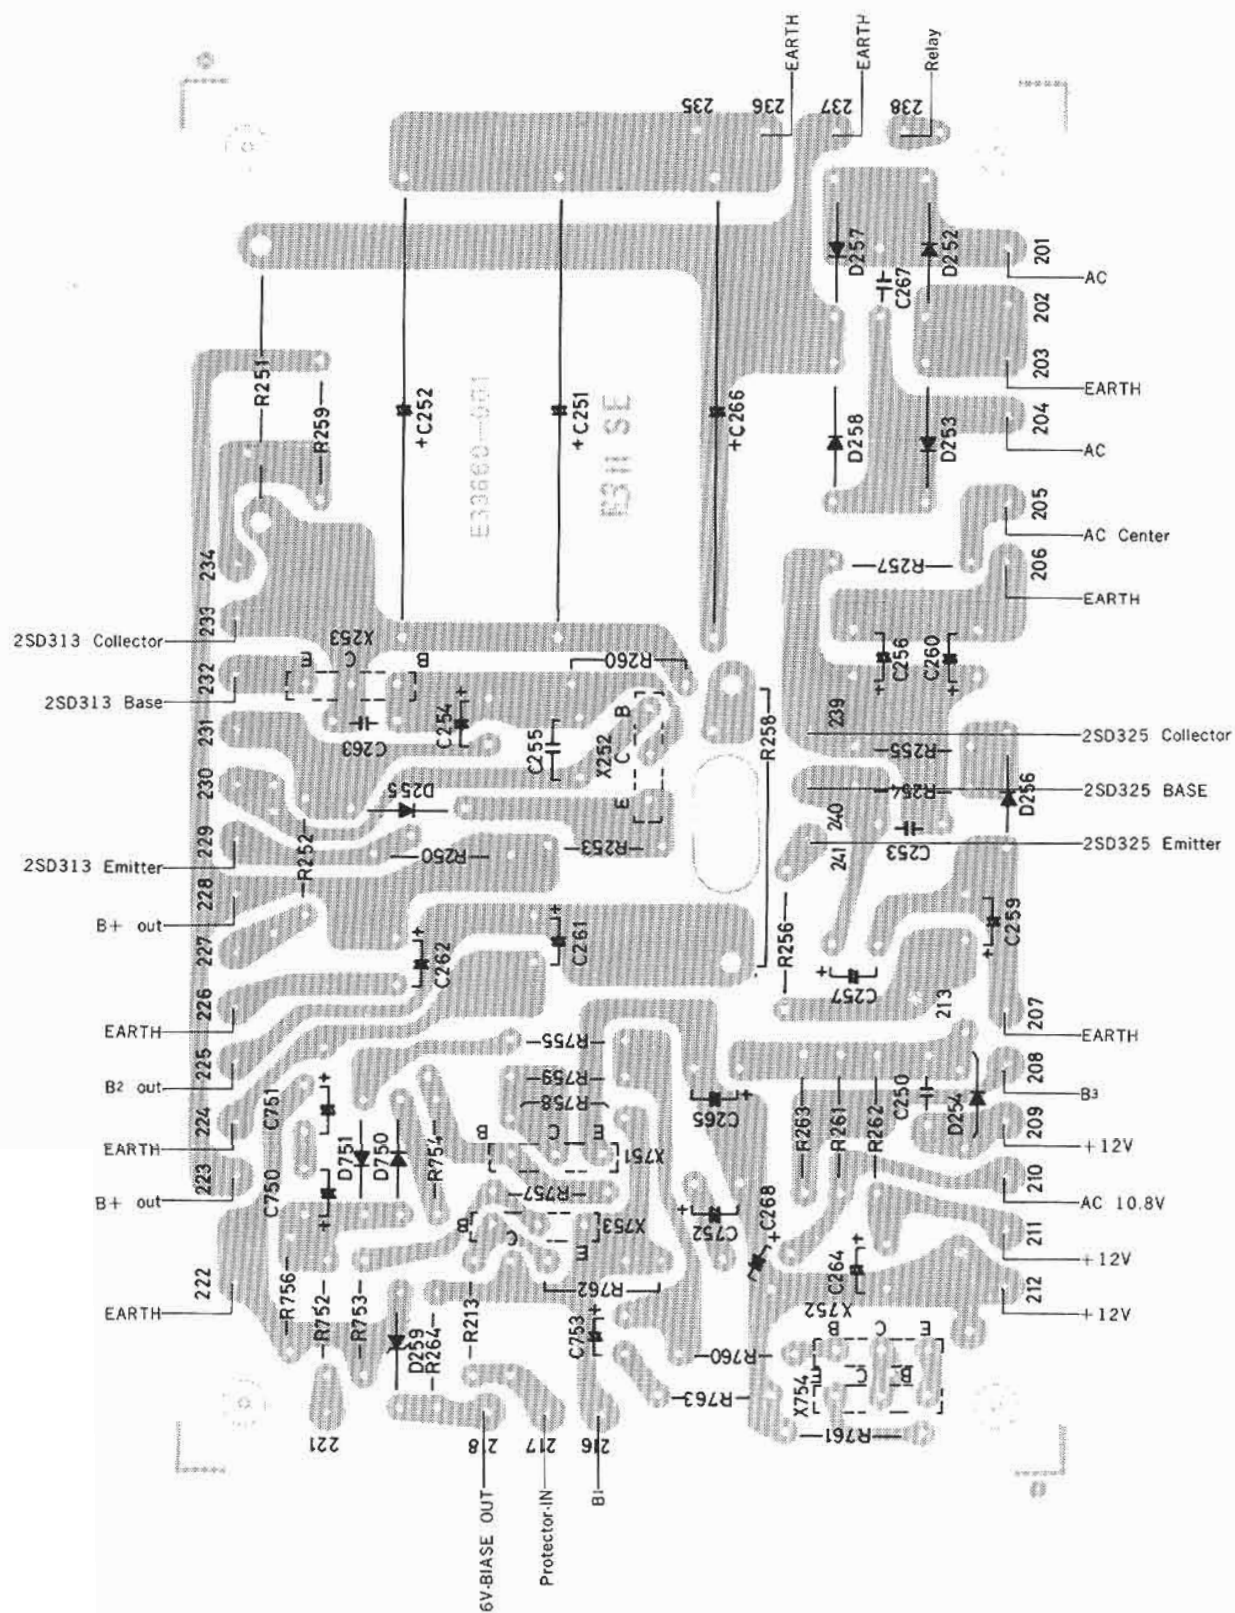 EARTH
EARTH
Relay
235
236
237
238
D257
D252
C267
201
AC
202
203
EARTH
204
AC
R251
R259
+C252
+C251
+C266
D258
D253
E33660-001
205
AC Center
206
EARTH
R257
234
233
2SD313 Collector
X253
E C B
232
2SD313 Base
R260
C256
C260
+
+
231
C263
C254
+
C255
X252
B
C
E
R258
239
2SD325 Collector
R255
230
D255
R254
2SD325 BASE
D256
229
2SD313 Emitter
R252
R250
R253
240
241
C253
2SD325 Emitter
228
B+ out
227
C262
+
C261
+
R256
C257
+
C259
+
226
EARTH
213
207
EARTH
225
B2 out
R755
R759
R758
208
B3
224
EARTH
C751
+
D751
D750
R754
B C E
X751
C265
+
R263
R261
R262
C250
D254
209
+12V
223
B+ out
C750
+
R757
210
AC 10.8V
B C E
X753
C752
+
C268
+
211
+12V
222
EARTH
R756
R752
R753
D259
R264
R213
R762
C753
+
C264
+
212
+12V
X752
B C E
R760
R763
X754
E C B
R761
221
218
217
216
6V-BIASE OUT
Protector-IN
B1